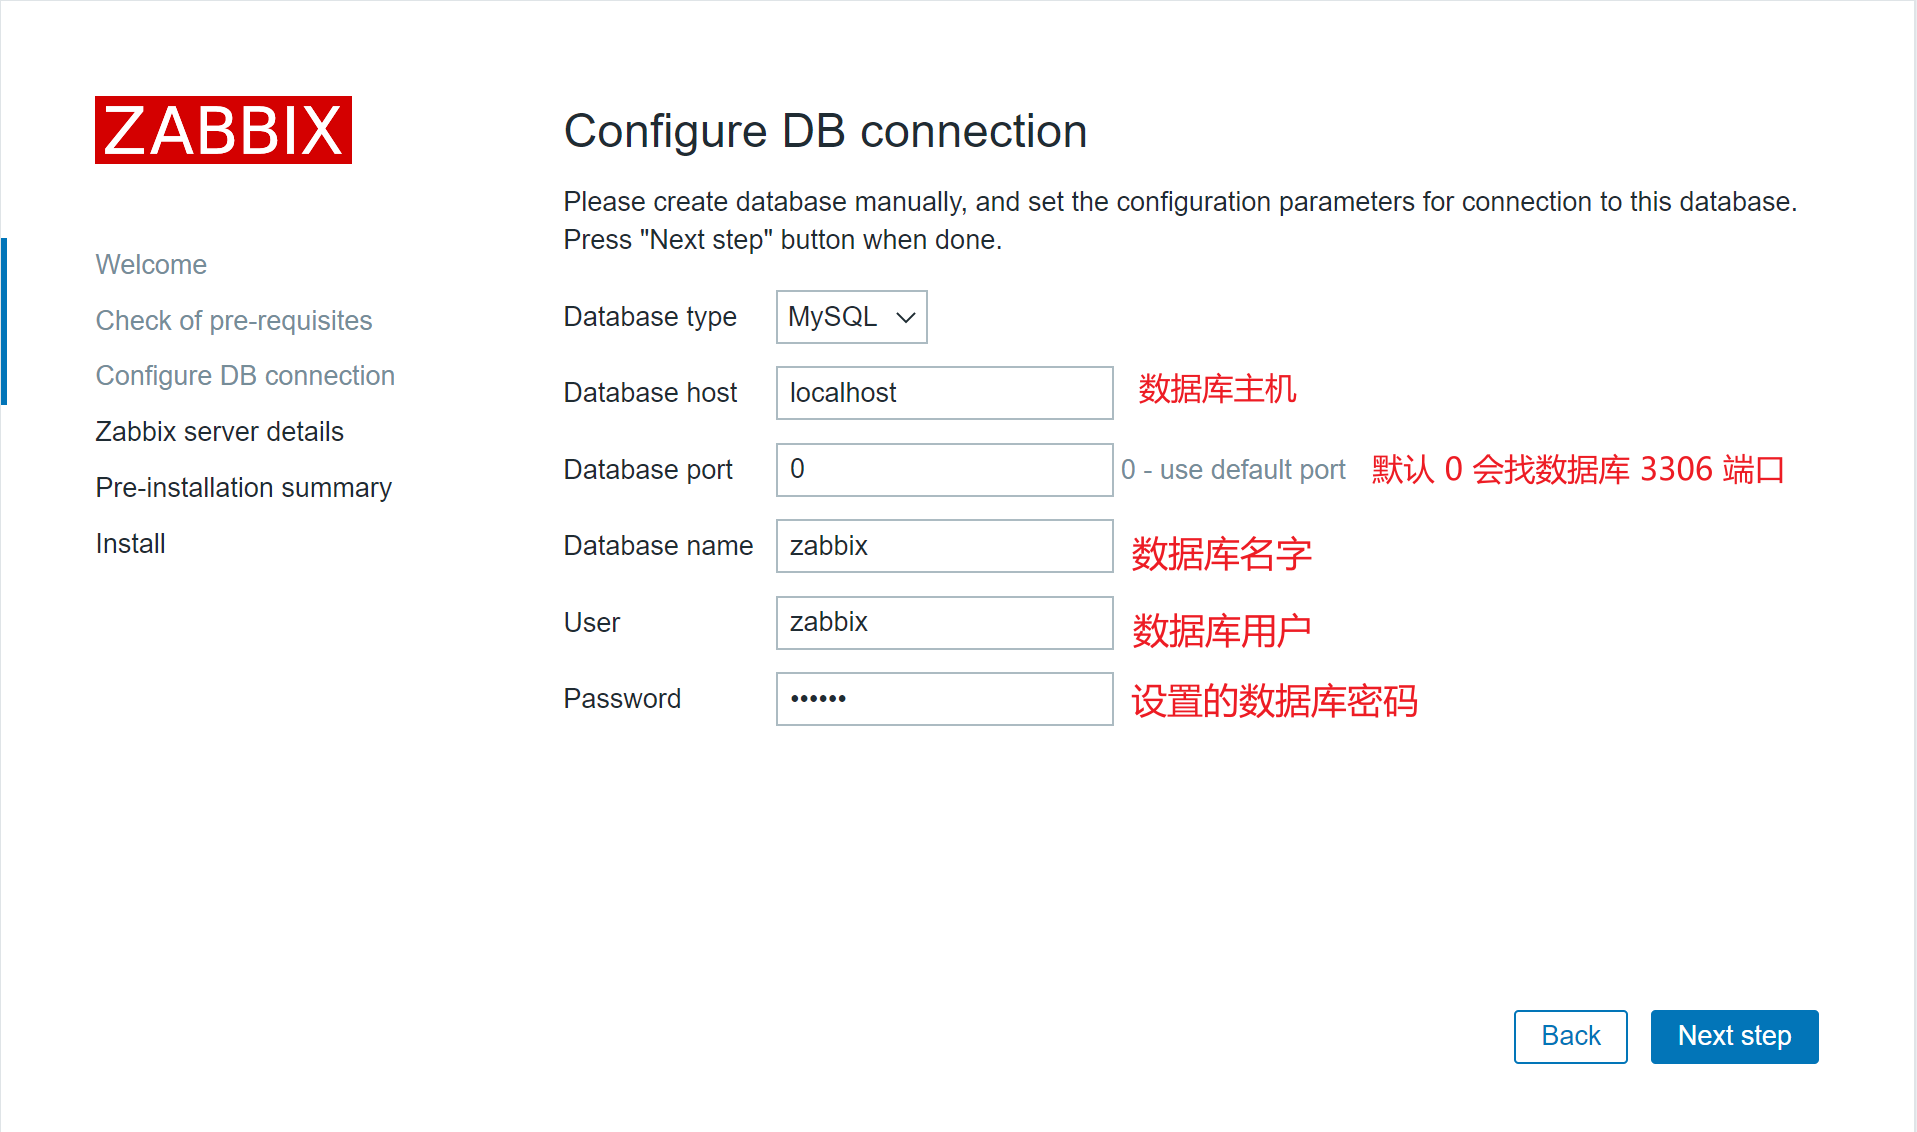 ZABBIX
Welcome
Check of pre-requisites
Configure DB connection
Zabbix server details
Pre-installation summary
Install
Configure DB connection
Please create database manually, and set the configuration parameters for connection to this database.
Press "Next step" button when done.
Database type MySQL
Database host localhost 数据库主机
Database port 0 0 - use default port 默认 0 会找数据库 3306 端口
Database name zabbix 数据库名字
User zabbix 数据库用户
Password •••••• 设置的数据库密码
Back Next step